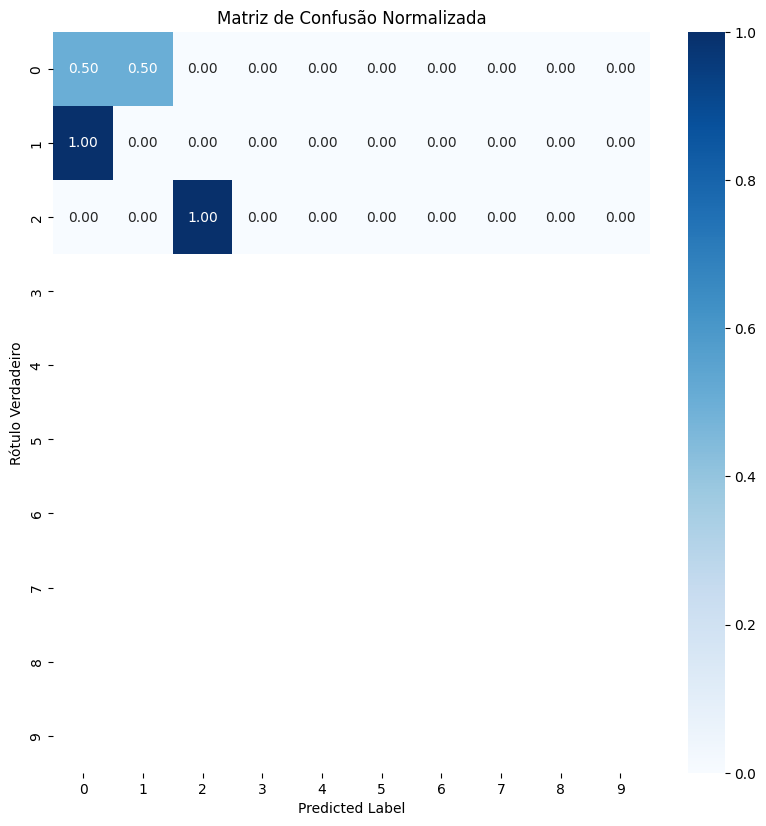 Matriz de Confusão Normalizada
0 0.50 0.50 0.00 0.00 0.00 0.00 0.00 0.00 0.00 0.00
1 1.00 0.00 0.00 0.00 0.00 0.00 0.00 0.00 0.00 0.00
2 0.00 0.00 1.00 0.00 0.00 0.00 0.00 0.00 0.00 0.00
3
4
5
6
7
8
9
Rótulo Verdadeiro
0 1 2 3 4 5 6 7 8 9
Predicted Label
1.0
0.8
0.6
0.4
0.2
0.0